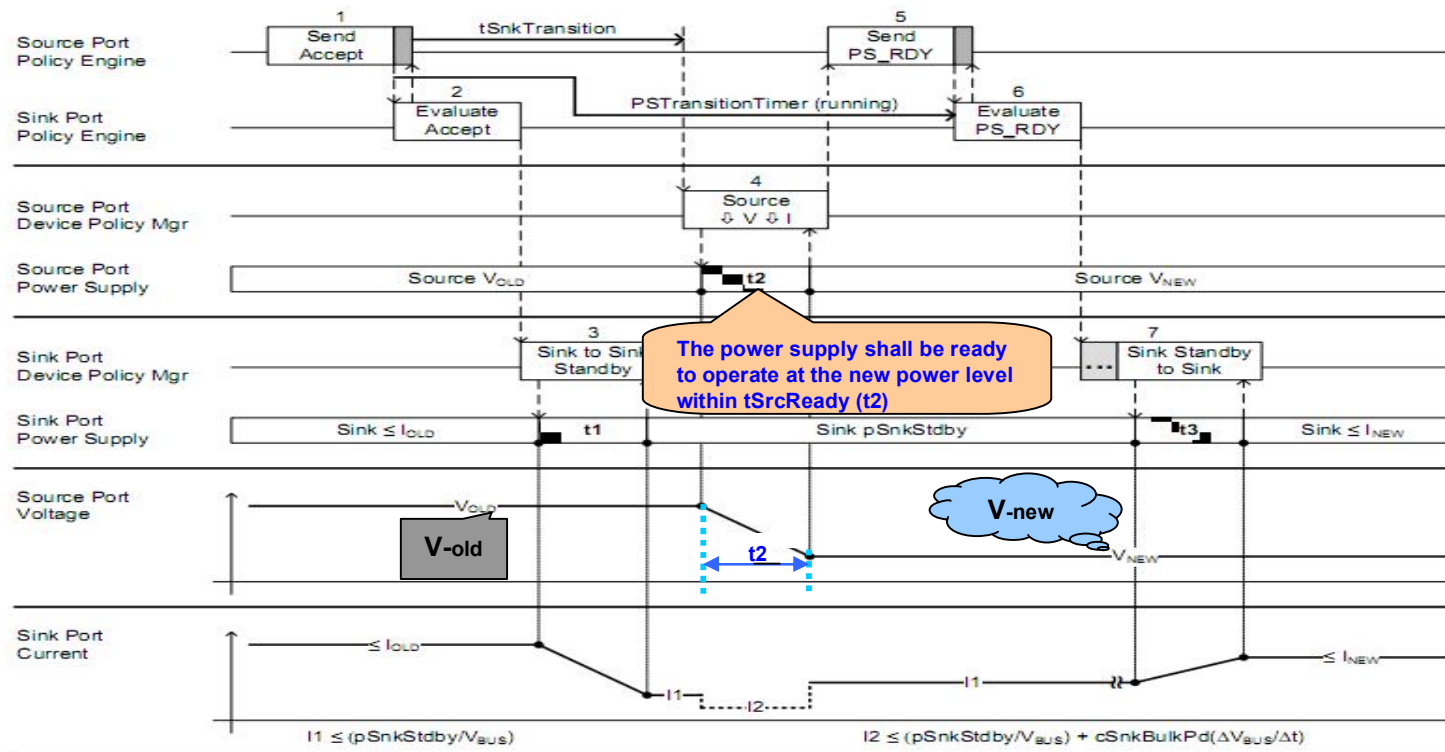 1
Send
Accept
tSnkTransition
5
Send
PS_RDY
Source Port
Policy Engine
2
Evaluate
Accept
PSTransitionTimer (running)
6
Evaluate
PS_RDY
Sink Port
Policy Engine
4
Source
⇩ V ⇩ I
Source Port
Device Policy Mgr
Source Port
Power Supply
Source VOLD
t2
Source VNEW
The power supply shall be ready
to operate at the new power level
within tSrcReady (t2)
3
Sink to Sink
Standby
7
Sink Standby
to Sink
...
Sink Port
Device Policy Mgr
Sink Port
Power Supply
Sink ≤ IOLD
t1
Sink pSnkStdby
t3
Sink ≤ INEW
Source Port
Voltage
VOLD
V-old
t2
V-new
VNEW
Sink Port
Current
≤ IOLD
I1
I2
I1
≤ INEW
I1 ≤ (pSnkStdby/VBUS)
I2 ≤ (pSnkStdby/VBUS) + cSnkBulkPd(ΔVBUS/Δt)